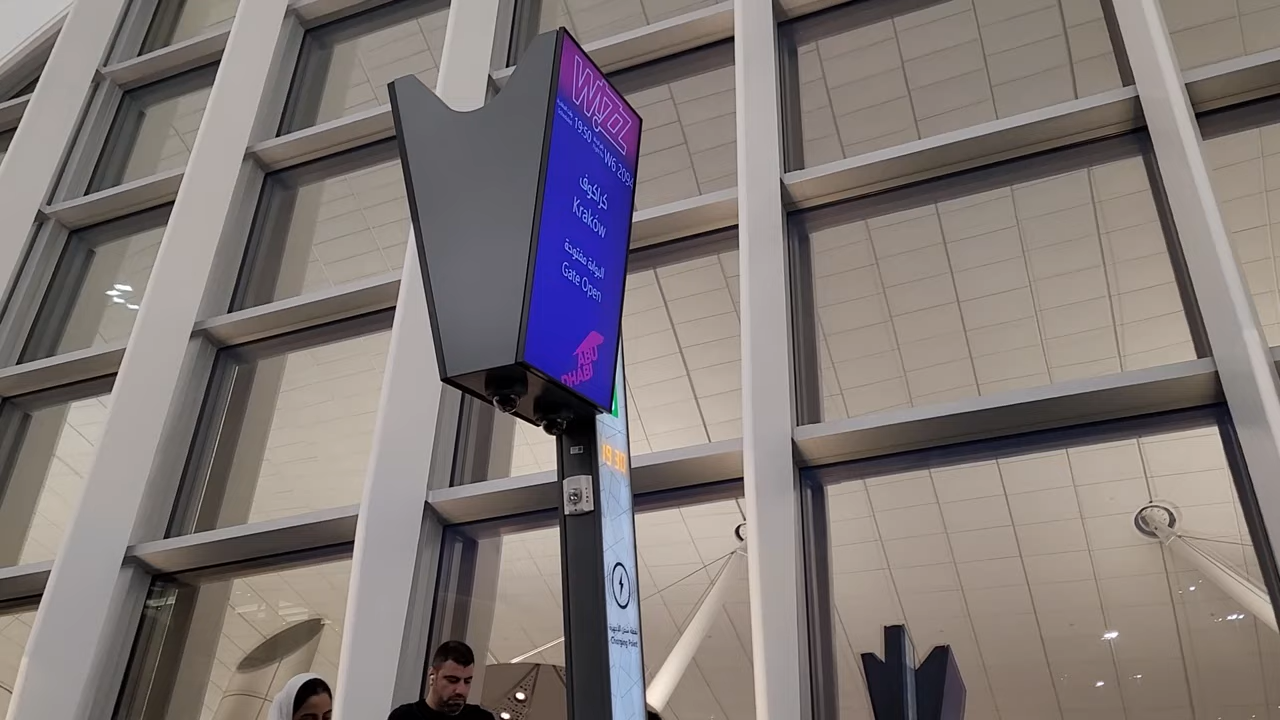 WIZZ
19:50 W6 2094
كراكوف
Kraków
البوابة مفتوحة
Gate Open
ABU
DHABI
19 30
Charging Point